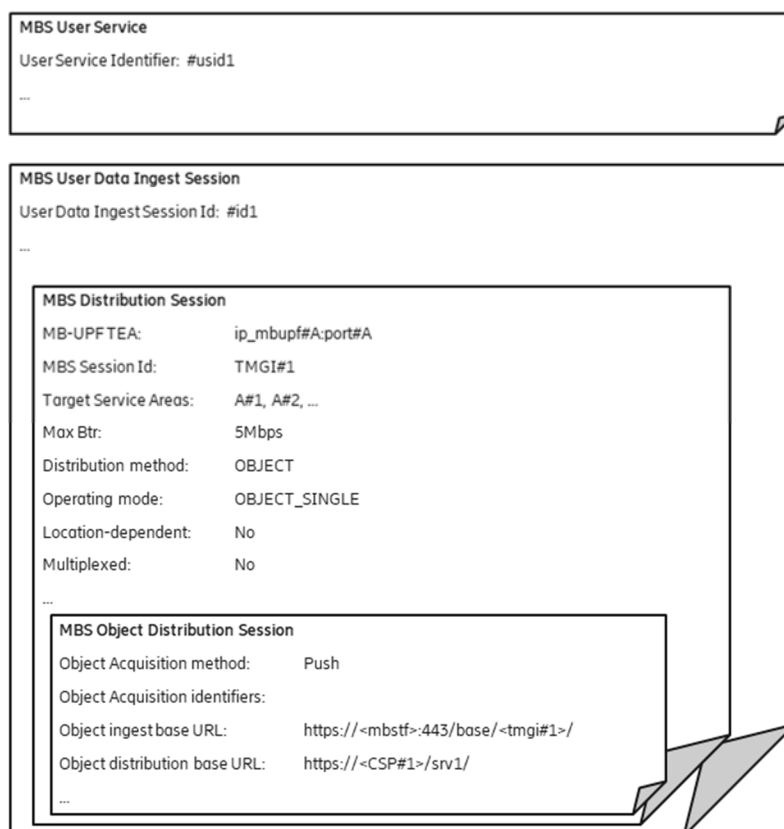 MBS User Service
User Service Identifier: #usid1
...
MBS User Data Ingest Session
User Data Ingest Session Id: #id1
...
MBS Distribution Session
MB-UPF TEA: ip_mbupf#A:port#A
MBS Session Id: TMGI#1
Target Service Areas: A#1, A#2, ...
Max Btr: 5Mbps
Distribution method: OBJECT
Operating mode: OBJECT_SINGLE
Location-dependent: No
Multiplexed: No
...
MBS Object Distribution Session
Object Acquisition method: Push
Object Acquisition identifiers:
Object ingest base URL: https://<mbstf>:443/base/<tmgi#1>/
Object distribution base URL: https://<CSP#1>/srv1/
...